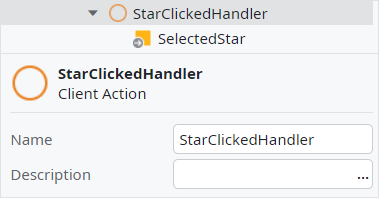 StarClickedHandler
SelectedStar
StarClickedHandler
Client Action
Name StarClickedHandler
Description ...